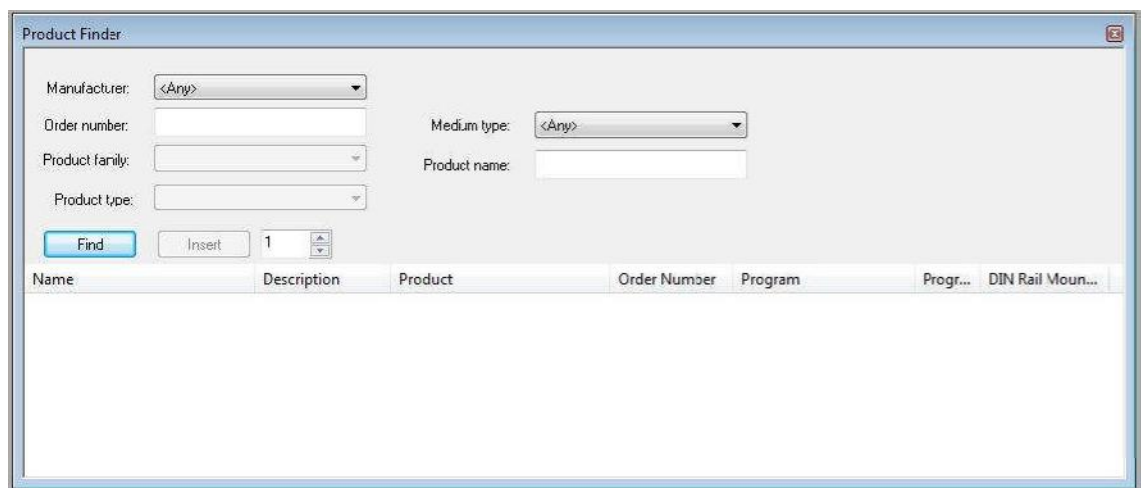 Product Finder
Manufacturer: <Any>
Order number: Medium type: <Any>
Product family: Product name:
Product type:
Find Insert 1
Name Description Product Order Number Program Progr... DIN Rail Moun...